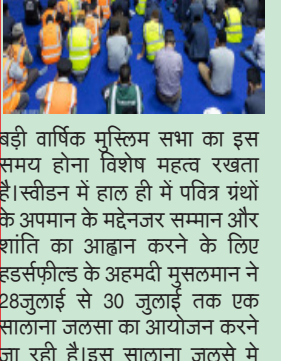 बड़ी वार्षिक मुस्लिम सभा का इस
समय होना विशेष महत्व रखता
है।स्वीडन में हाल ही में पवित्र ग्रंथों
के अपमान के मद्देनजर सम्मान और
शांति का आह्वान करने के लिए
हडर्सफ़ील्ड के अहमदी मुसलमान ने
28जुलाई से 30 जुलाई तक एक
सालाना जलसा का आयोजन करने
जा रही है।इस सालाना जलसे मे